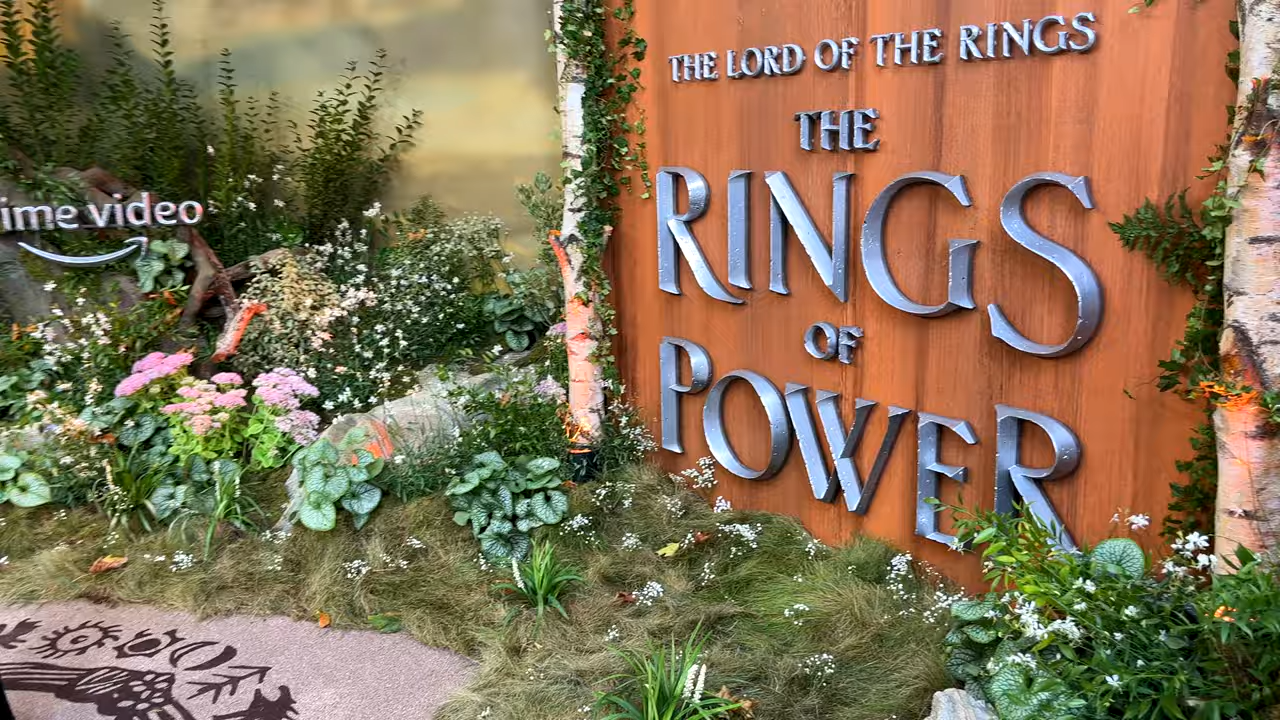 THE LORD OF THE RINGS
THE
RINGS
OF
POWER
ime video